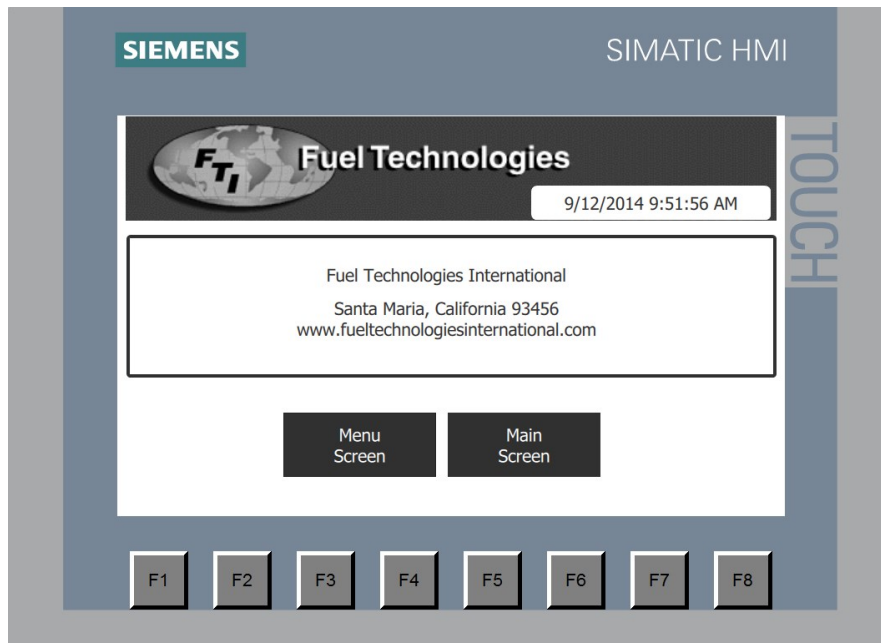 SIEMENS
SIMATIC HMI
TOUCH
FTI
Fuel Technologies
9/12/2014 9:51:56 AM
Fuel Technologies International
Santa Maria, California 93456
www.fueltechnologiesinternational.com
Menu
Screen
Main
Screen
F1 F2 F3 F4 F5 F6 F7 F8